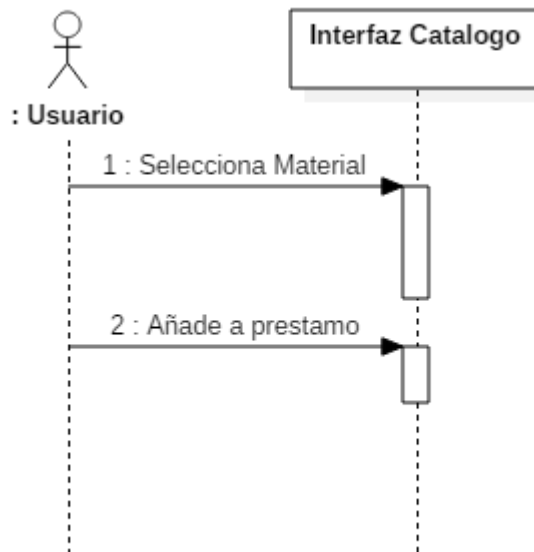 Interfaz Catalogo
: Usuario
1 : Selecciona Material
2 : Añade a prestamo